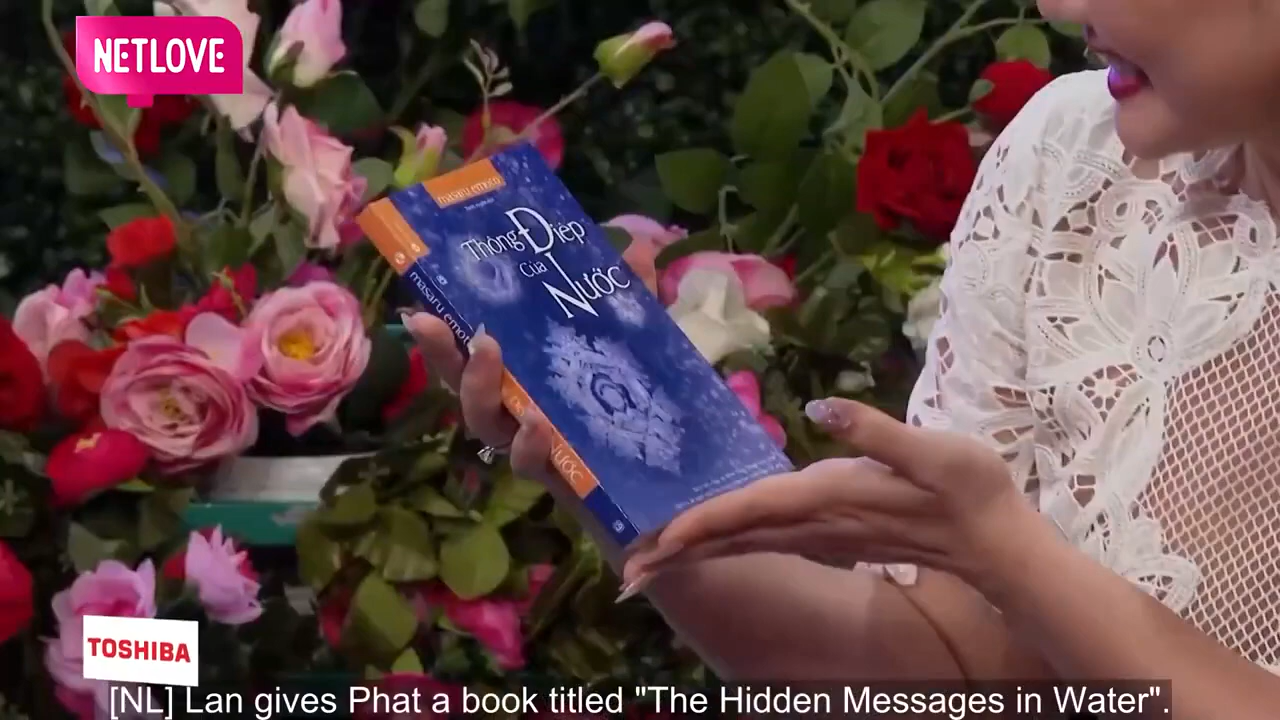 NETLOVE
masaru emoto
Thông Điệp
Của
Nước
masaru emot
Nước
TOSHIBA
[NL] Lan gives Phat a book titled "The Hidden Messages in Water".